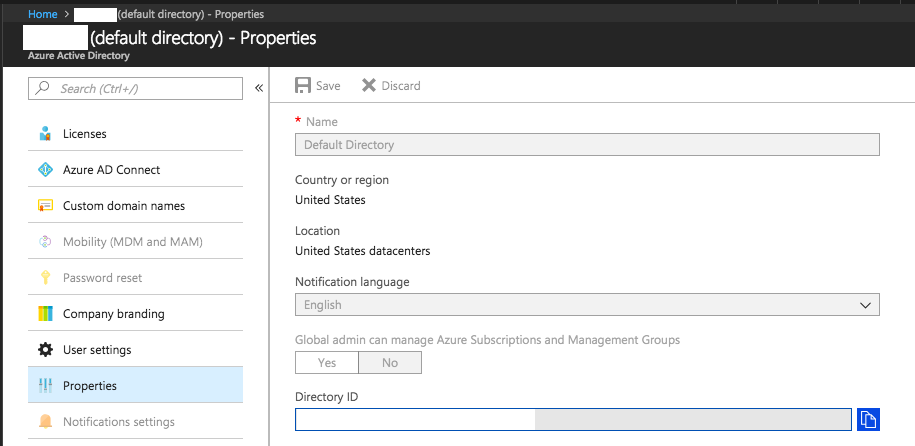 Home > (default directory) - Properties
(default directory) - Properties
Azure Active Directory
Search (Ctrl+/)
«
Licenses
Azure AD Connect
Custom domain names
Mobility (MDM and MAM)
Password reset
Company branding
User settings
Properties
Notifications settings
Save Discard
* Name
Default Directory
Country or region
United States
Location
United States datacenters
Notification language
English
Global admin can manage Azure Subscriptions and Management Groups
Yes No
Directory ID